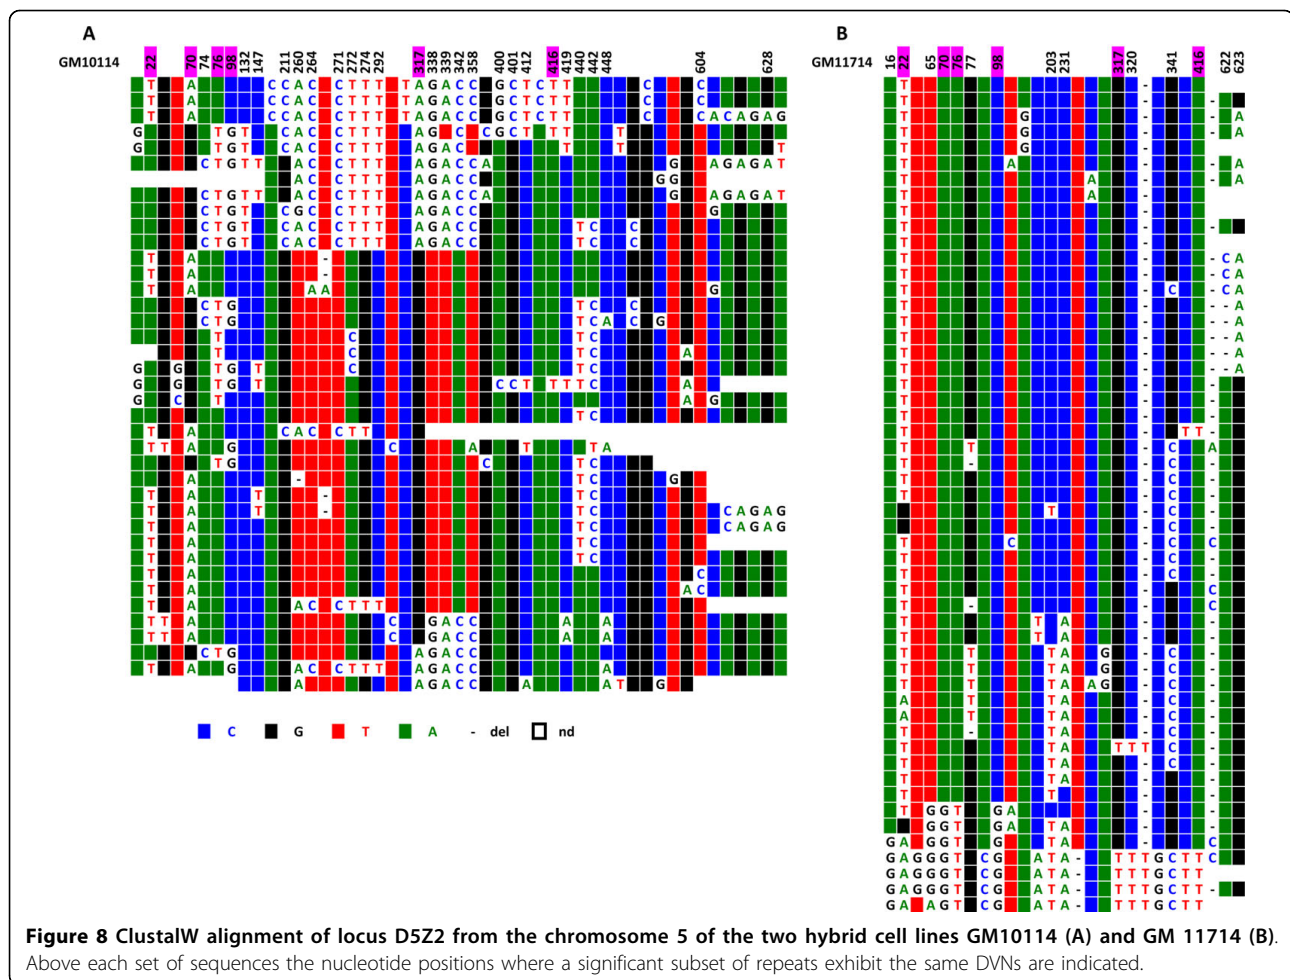 A
GM10114 22 70 74 76 98 132 147 211 260 264 271 272 274 292 317 338 339 342 358 400 401 412 416 419 440 442 448 604 628
T A C C A C C T T T T A G A C C G C T C T T C C
T A C C A C C T T T T A G A C C G C T C T T C C
T A C C A C C T T T T A G A C C G C T C T T C C A C A G A G
G T G T C A C C T T T A G C C G C T T T T
G T G T C A C C T T T A G A C T T T
C T G T T A C C T T T A G A C C A G A G A G A T
A C C T T T A G A C C G G
C T G T T A C C T T T A G A C C A G A G A G A T
C T G T C G C C T T T A G A C C G
C T G T C A C C T T T A G A C C T C C
C T G T C A C C T T T A G A C C T C C
T A -
T A -
T A A A G
C T G T C C
C T G T C A C G
T C T C
T C T C A
G G T G T C T C
G G T G T C C T T T T C A
G C T A G
T C
T A C A C C T T
T T A G C A T T A
T G C T C
A - T C G
T A T - T C
T A T - T C C A G A G
T A T C C A G A G
T A T C
T A T C
T A C
T A A C
T A A C C T T T
T T A C G A C C A A
T T A C G A C C A A
C T G A G A C C
T A G A C C T T T A G A C C A
A A G A C C A A T G
C G T A - del nd
B
GM11714 16 22 65 70 76 77 98 203 231 317 320 341 416 622 623
T -
T - -
T G - - A
T G - - A
T G -
T A - - A
T A - - A
T A -
T -
T - -
T -
T - - C A
T - - C A
T - C - C A
T - - - A
T - - - A
T - - - A
T - - - A
T - - - A
T - -
T - -
T - -
T - T T -
T T - C A
T - - C -
T - C -
T - C -
T - C -
T C - C C
T - - C
T T A - -
T T A - -
T T T A G - C -
T T T A G - C -
T T T A A G - C -
A T T A - C -
A T T A - C -
T - T A - C -
T T A T T T - C -
T T A - C -
T T A - -
T T - -
T G G T G A - -
G G T G A T A - -
G A G G T G T A - C
G A G G G T C G A T A - T T T G C T T C
G A G G G T C G A T A - T T T G C T T
G A G G G T C G A T A - T T T G C T T -
G A A G T C G A T A - T T T G C T T
Figure 8 ClustalW alignment of locus D5Z2 from the chromosome 5 of the two hybrid cell lines GM10114 (A) and GM 11714 (B).
Above each set of sequences the nucleotide positions where a significant subset of repeats exhibit the same DVNs are indicated.